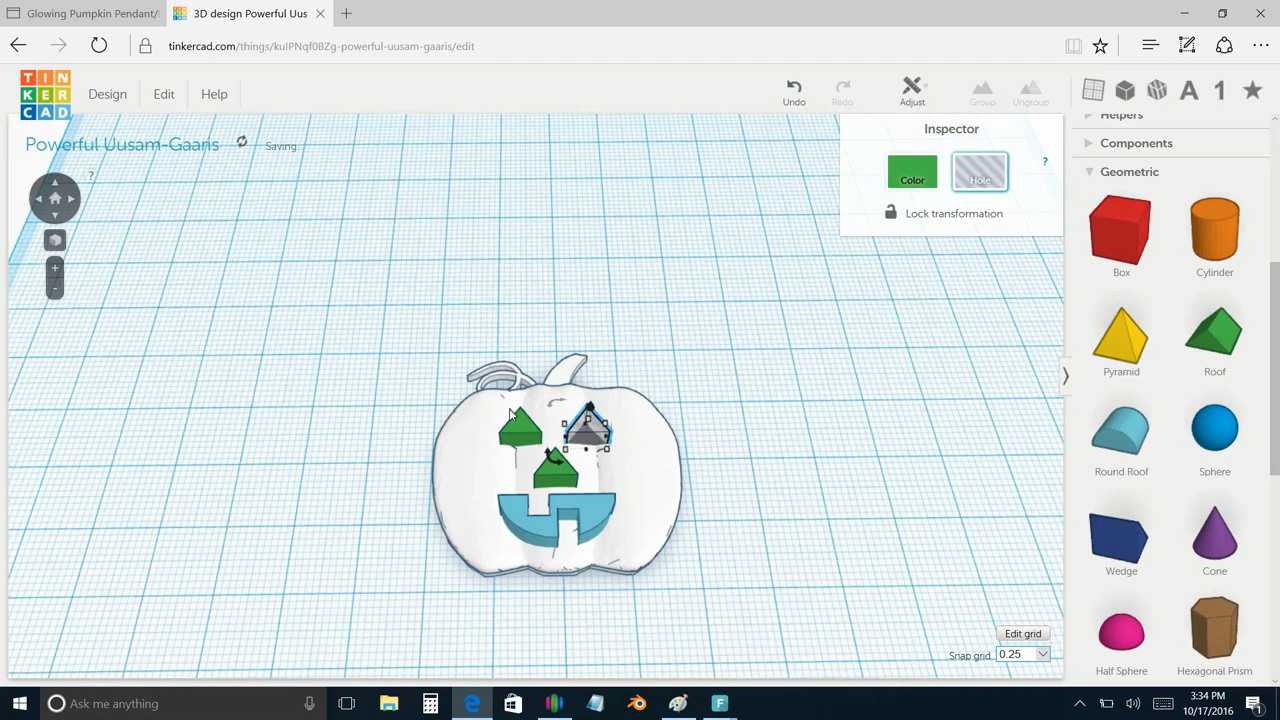 Glowing Pumpkin Pendant/
3D design Powerful Uus
tinkercad.com/things/kuIPNqf0BZg-powerful-uusam-gaaris/edit
TIN
KER
CAD
Design
Edit
Help
Undo
Redo
Adjust
Group
Ungroup
A
1
Powerful Uusam-Gaaris
Saving
?
Inspector
Color
Hole
?
Lock transformation
Helpers
Components
Geometric
Box
Cylinder
Pyramid
Roof
Round Roof
Sphere
Wedge
Cone
Half Sphere
Hexagonal Prism
Edit grid
Snap grid 0.25
Ask me anything
3:34 PM
10/17/2016